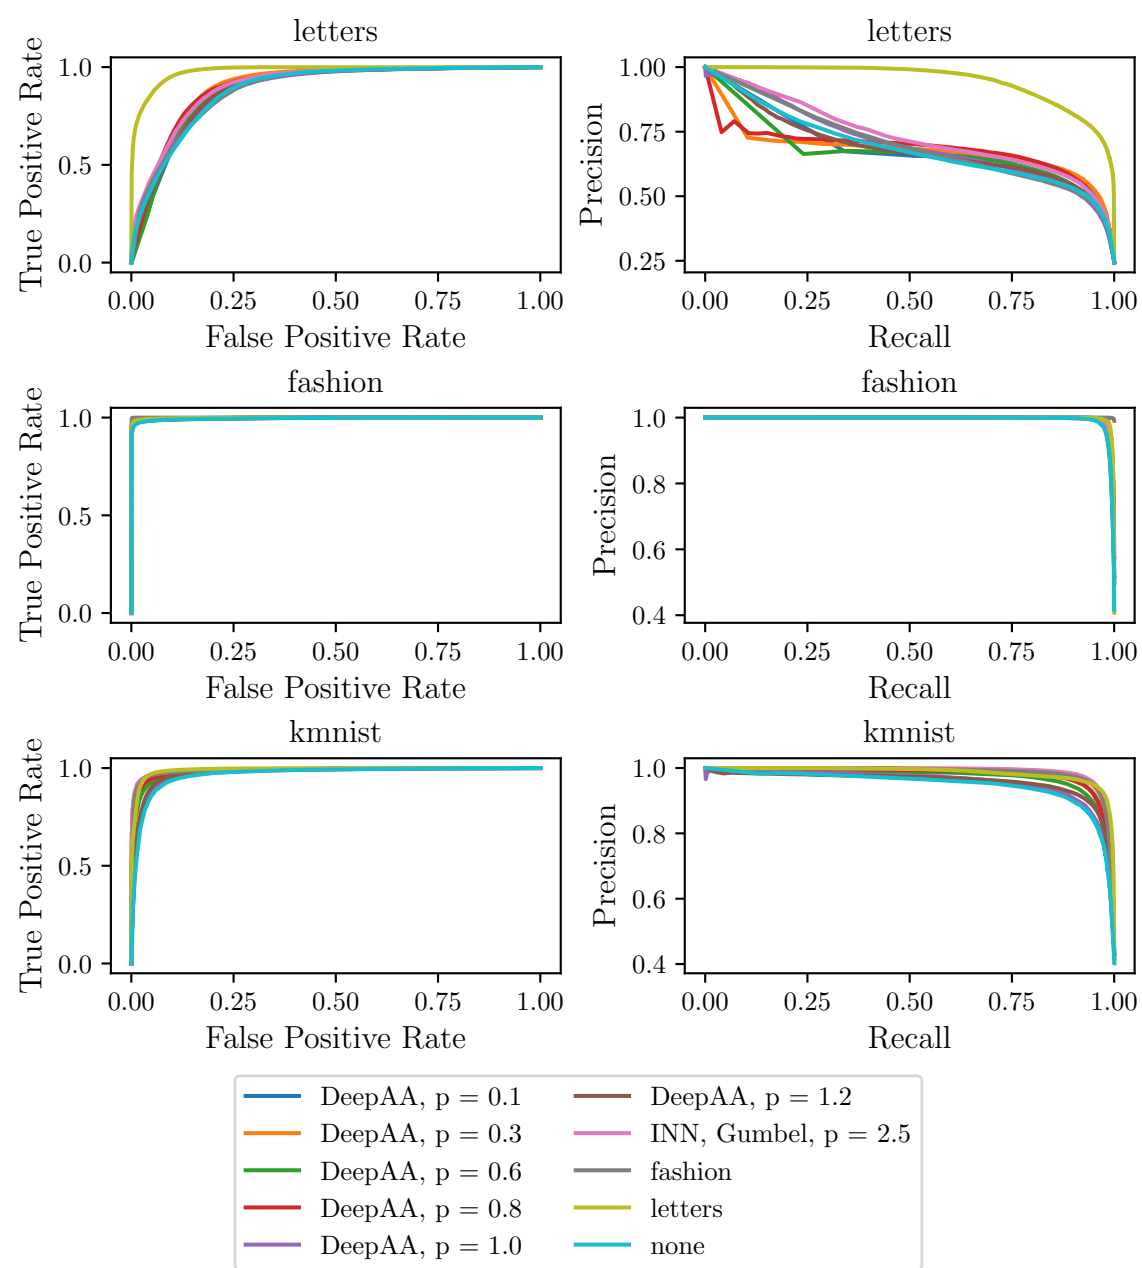 letters
True Positive Rate
1.0
0.5
0.0
0.00 0.25 0.50 0.75 1.00
False Positive Rate
letters
Precision
1.00
0.75
0.50
0.25
0.00 0.25 0.50 0.75 1.00
Recall
fashion
True Positive Rate
1.0
0.5
0.0
0.00 0.25 0.50 0.75 1.00
False Positive Rate
fashion
Precision
1.0
0.8
0.6
0.4
0.00 0.25 0.50 0.75 1.00
Recall
kmnist
True Positive Rate
1.0
0.5
0.0
0.00 0.25 0.50 0.75 1.00
False Positive Rate
kmnist
Precision
1.0
0.8
0.6
0.4
0.00 0.25 0.50 0.75 1.00
Recall
DeepAA, p = 0.1
DeepAA, p = 0.3
DeepAA, p = 0.6
DeepAA, p = 0.8
DeepAA, p = 1.0
DeepAA, p = 1.2
INN, Gumbel, p = 2.5
fashion
letters
none